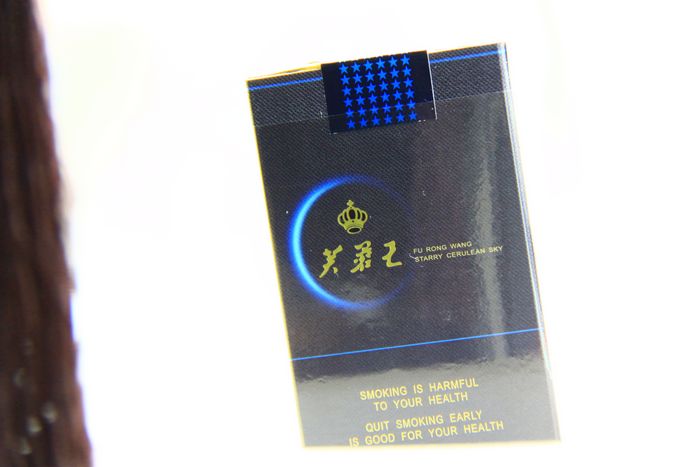 芙蓉王
FU RONG WANG
STARRY CERULEAN SKY
SMOKING IS HARMFUL
TO YOUR HEALTH
QUIT SMOKING EARLY
IS GOOD FOR YOUR HEALTH